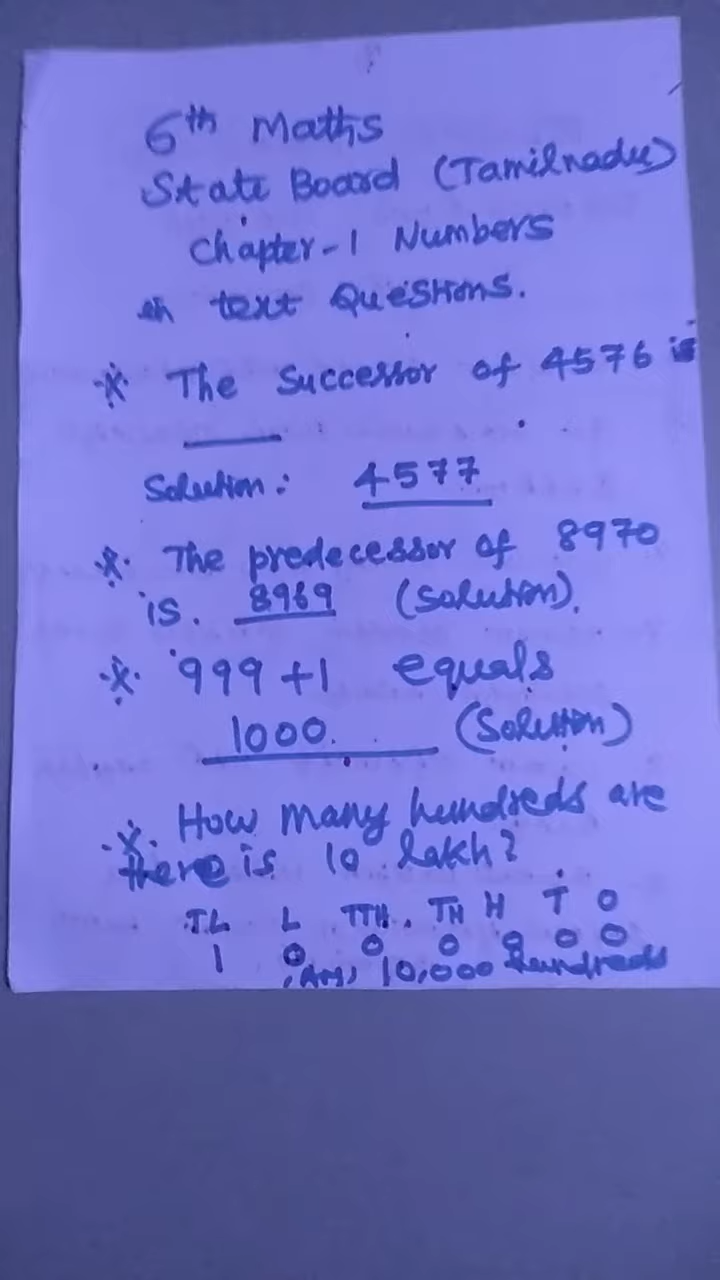 6th Maths
State Board (Tamilnadu)
Chapter-1 Numbers
in text Questions.
* The Successor of 4576 is
______
Solution: 4577
* The predecessor of 8970
is. 8969 (Solution).
* 999 + 1 equals
1000. (Solution)
* How many hundreds are
there is 10 lakh?
TL L TTH. TH H T O
1 0 0 0 0 0 0
Ans, 10,000 hundreds